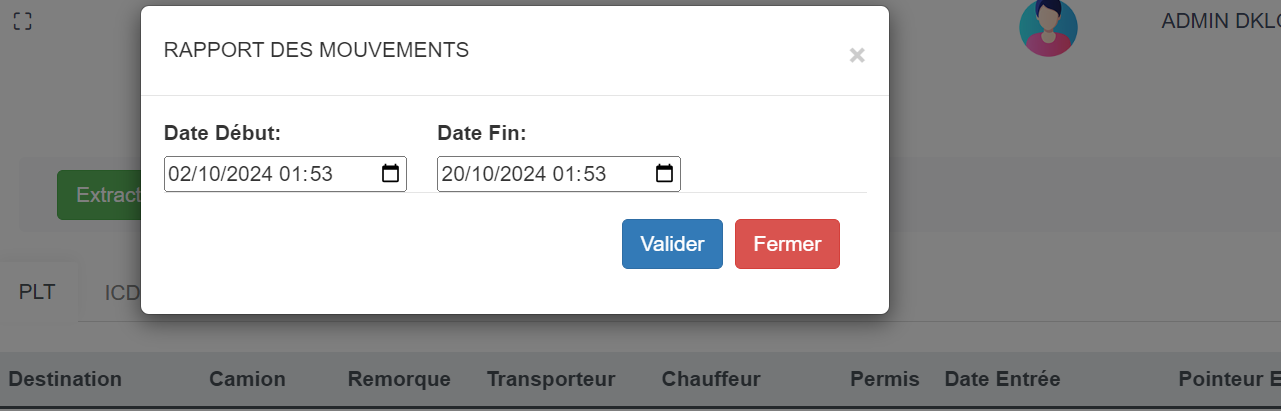 ADMIN DKLO
RAPPORT DES MOUVEMENTS
×
Date Début: Date Fin:
02/10/2024 01:53 20/10/2024 01:53
Extract
Valider Fermer
PLT ICD
Destination Camion Remorque Transporteur Chauffeur Permis Date Entrée Pointeur E